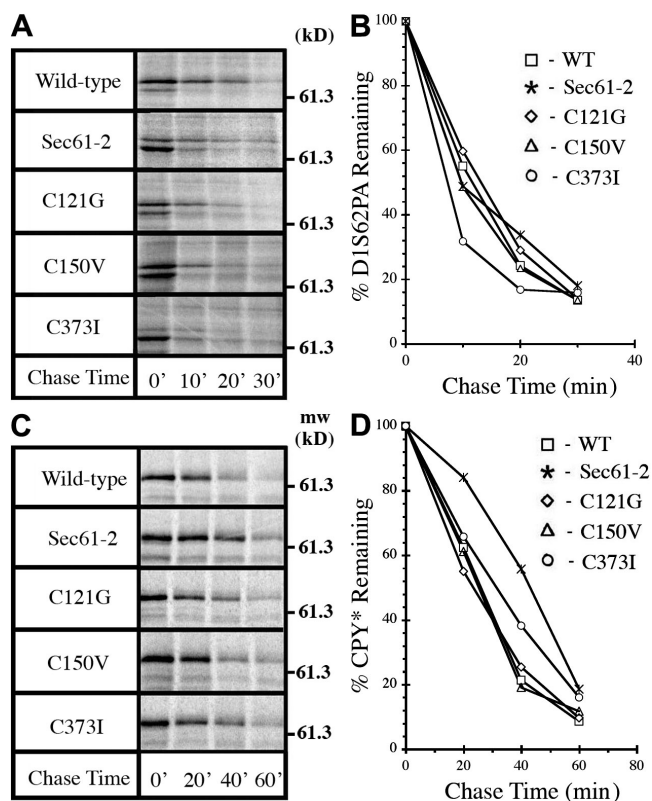 A
(kD)
Wild-type
61.3
Sec61-2
61.3
C121G
61.3
C150V
61.3
C373I
61.3
Chase Time 0' 10' 20' 30'
B
100
80
60
40
20
0
0 20 40
% D1S62PA Remaining
Chase Time (min)
- WT
- Sec61-2
- C121G
- C150V
- C373I
C
mw
(kD)
Wild-type
61.3
Sec61-2
61.3
C121G
61.3
C150V
61.3
C373I
61.3
Chase Time 0' 20' 40' 60'
D
100
80
60
40
20
0
0 20 40 60 80
% CPY* Remaining
Chase Time (min)
- WT
- Sec61-2
- C121G
- C150V
- C373I